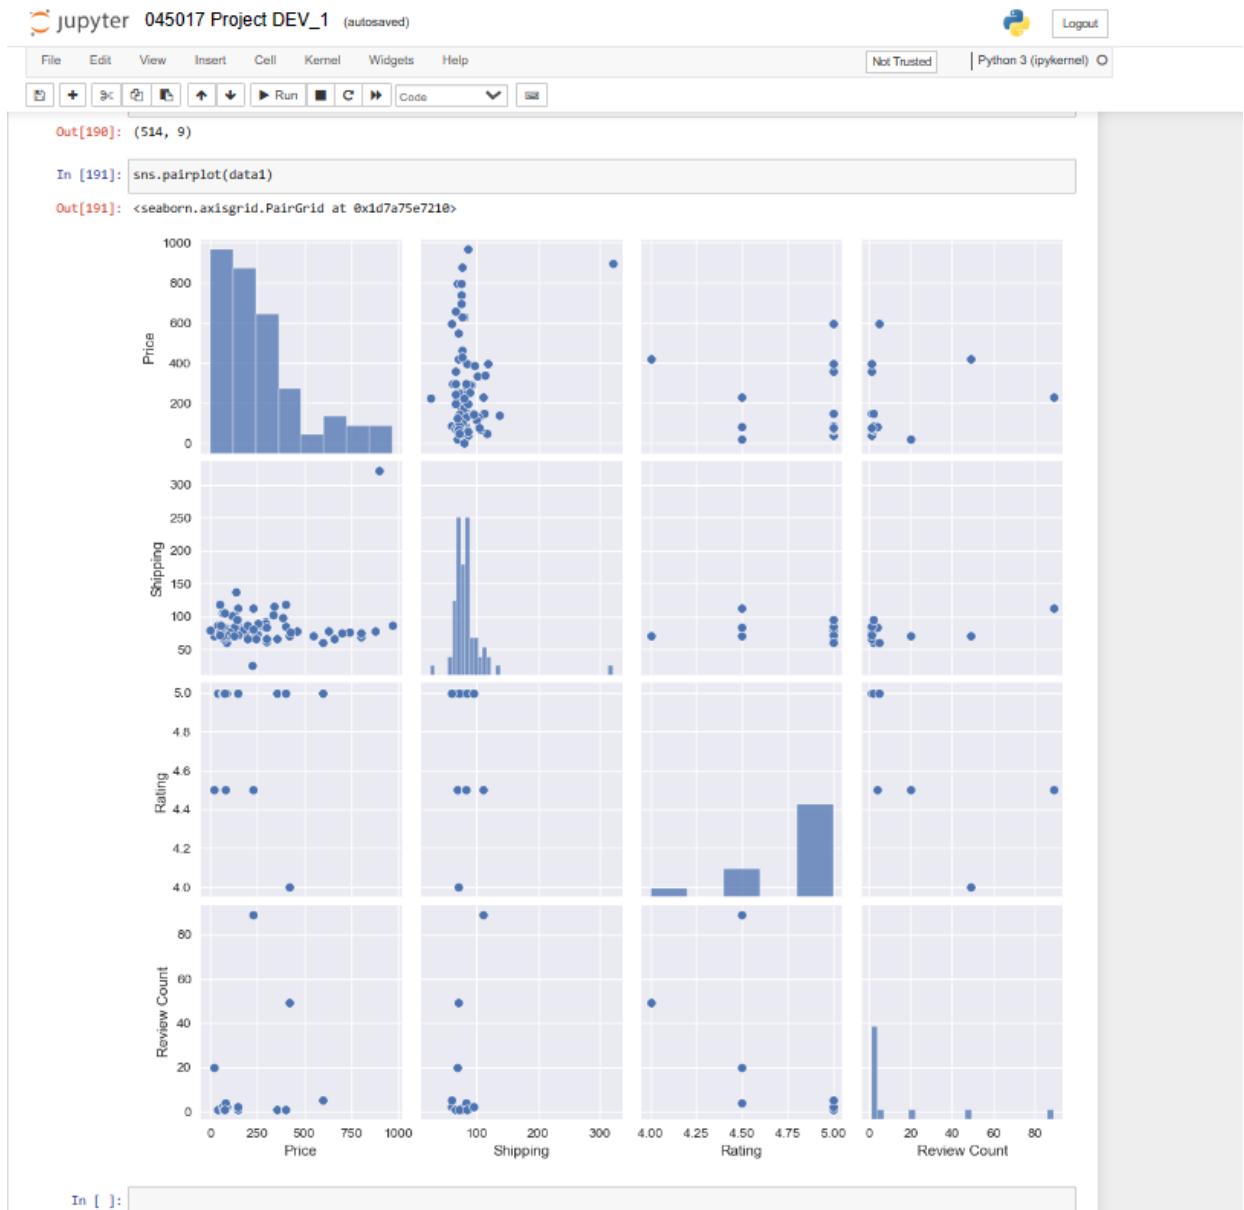 jupyter 045017 Project DEV_1 (autosaved) Logout
File Edit View Insert Cell Kernel Widgets Help Not Trusted Python 3 (ipykernel)
Run Code
Out[190]: (514, 9)
In [191]: sns.pairplot(data1)
Out[191]: <seaborn.axisgrid.PairGrid at 0x1d7a75e7210>
1000
800
600
400
200
0
Price
300
250
200
150
100
50
Shipping
5.0
4.8
4.6
4.4
4.2
4.0
Rating
80
60
40
20
0
Review Count
0 250 500 750 1000 100 200 300 4.00 4.25 4.50 4.75 5.00 0 20 40 60 80
Price Shipping Rating Review Count
In [ ]: